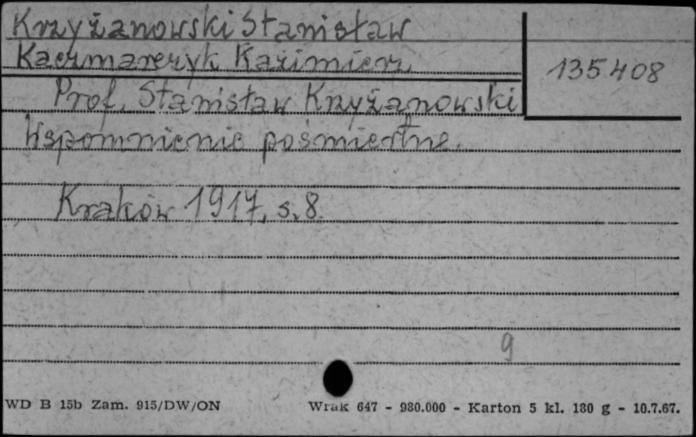 Krzyżanowski Stanisław
Kaczmarczyk Kazimierz.
135408
Prof. Stanisław Krzyżanowski
Wspomnienie pośmiertne.
Kraków 1917, s. 8.
9
WD B 15b Zam. 915/DW/ON
Wrak 647 - 980.000 - Karton 5 kl. 180 g - 10.7.67.